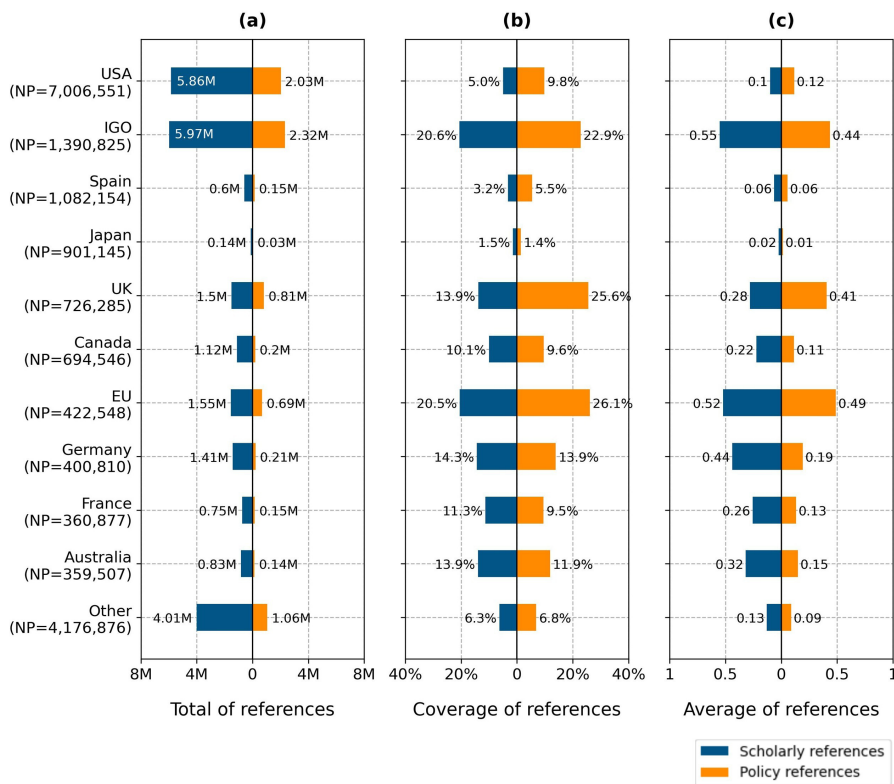 (a) (b) (c)
USA
(NP=7,006,551)
5.86M 2.03M 5.0% 9.8% 0.1 0.12
IGO
(NP=1,390,825)
5.97M 2.32M 20.6% 22.9% 0.55 0.44
Spain
(NP=1,082,154)
0.6M 0.15M 3.2% 5.5% 0.06 0.06
Japan
(NP=901,145)
0.14M 0.03M 1.5% 1.4% 0.02 0.01
UK
(NP=726,285)
1.5M 0.81M 13.9% 25.6% 0.28 0.41
Canada
(NP=694,546)
1.12M 0.2M 10.1% 9.6% 0.22 0.11
EU
(NP=422,548)
1.55M 0.69M 20.5% 26.1% 0.52 0.49
Germany
(NP=400,810)
1.41M 0.21M 14.3% 13.9% 0.44 0.19
France
(NP=360,877)
0.75M 0.15M 11.3% 9.5% 0.26 0.13
Australia
(NP=359,507)
0.83M 0.14M 13.9% 11.9% 0.32 0.15
Other
(NP=4,176,876)
4.01M 1.06M 6.3% 6.8% 0.13 0.09
8M 4M 0 4M 8M 40% 20% 0 20% 40% 1 0.5 0 0.5 1
Total of references Coverage of references Average of references
Scholarly references
Policy references